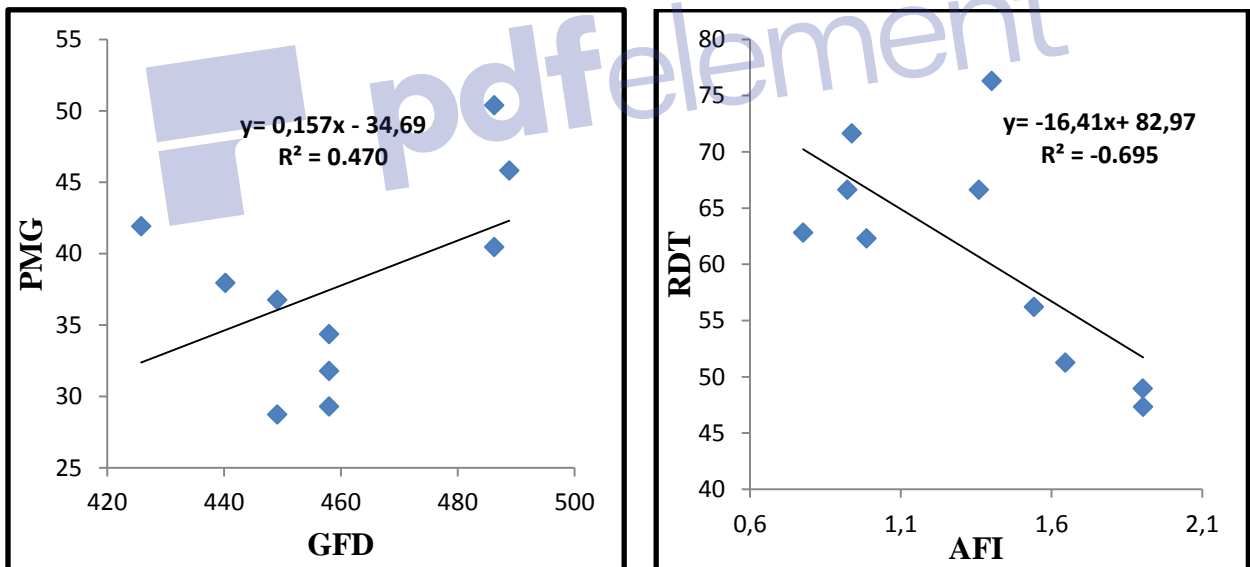 pdfelement
55
50
45
40
35
30
25
PMG
y= 0,157x - 34,69
R² = 0.470
420 440 460 480 500
GFD
80
75
70
65
60
55
50
45
40
RDT
y= -16,41x+ 82,97
R² = -0.695
0,6 1,1 1,6 2,1
AFI